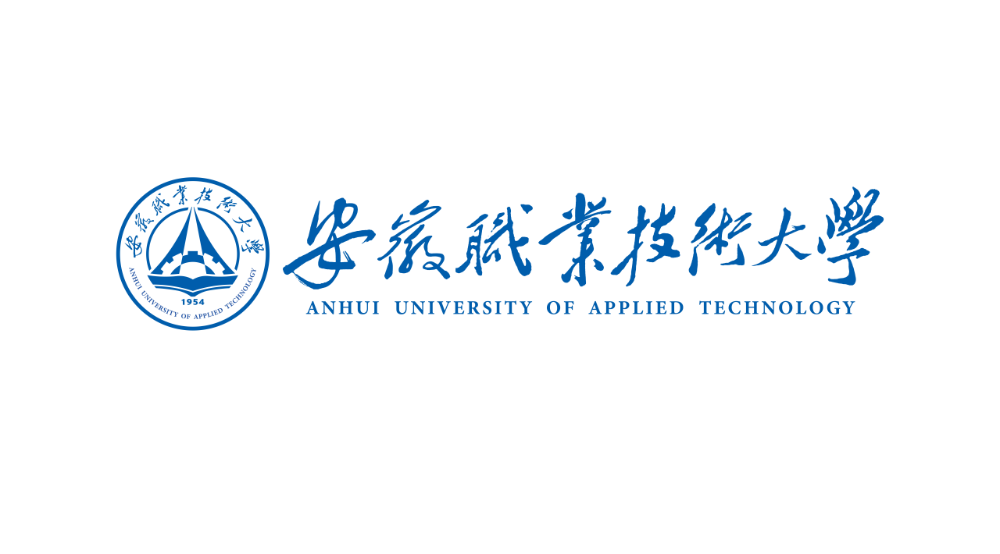 安徽職業技術大學
ANHUI UNIVERSITY OF APPLIED TECHNOLOGY
1954
安徽職業技術大學
ANHUI UNIVERSITY OF APPLIED TECHNOLOGY